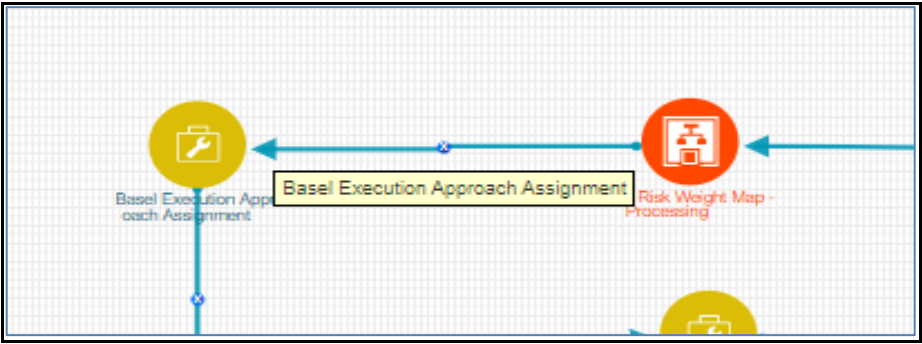 Basel Execution App
oach Assignment
Basel Execution Approach Assignment
Risk Weight Map -
Processing